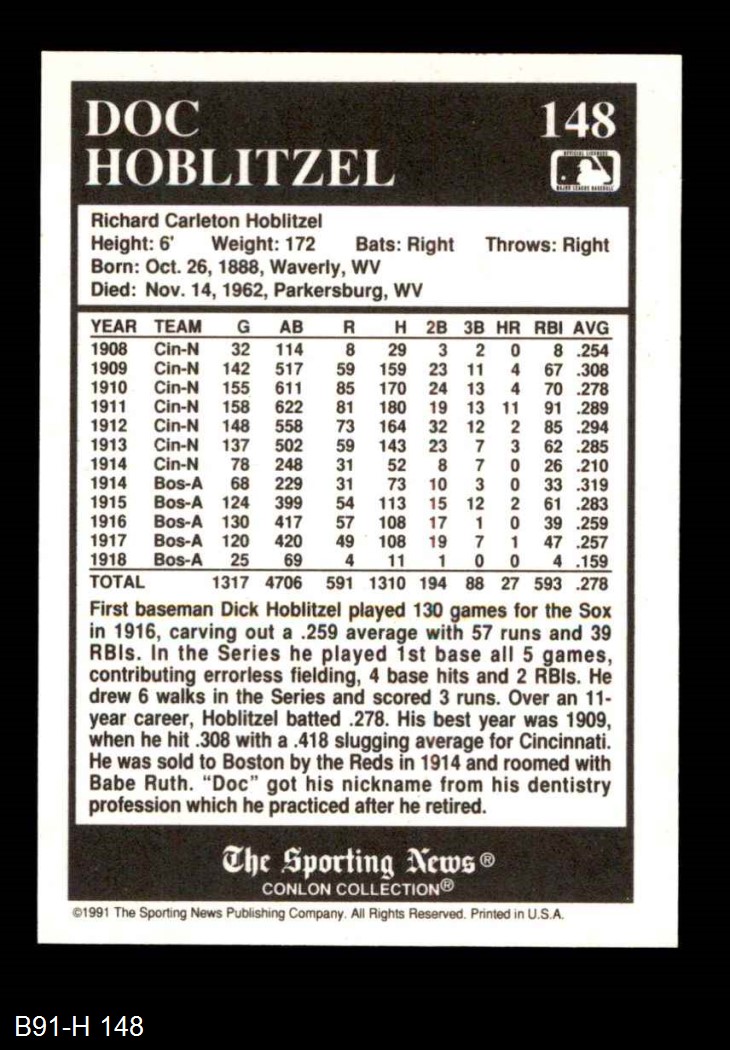 DOC
HOBLITZEL
148
OFFICIAL LICENSEE
MAJOR LEAGUE BASEBALL
Richard Carleton Hoblitzel
Height: 6' Weight: 172 Bats: Right Throws: Right
Born: Oct. 26, 1888, Waverly, WV
Died: Nov. 14, 1962, Parkersburg, WV
YEAR TEAM G AB R H 2B 3B HR RBI AVG
1908 Cin-N 32 114 8 29 3 2 0 8 .254
1909 Cin-N 142 517 59 159 23 11 4 67 .308
1910 Cin-N 155 611 85 170 24 13 4 70 .278
1911 Cin-N 158 622 81 180 19 13 11 91 .289
1912 Cin-N 148 558 73 164 32 12 2 85 .294
1913 Cin-N 137 502 59 143 23 7 3 62 .285
1914 Cin-N 78 248 31 52 8 7 0 26 .210
1914 Bos-A 68 229 31 73 10 3 0 33 .319
1915 Bos-A 124 399 54 113 15 12 2 61 .283
1916 Bos-A 130 417 57 108 17 1 0 39 .259
1917 Bos-A 120 420 49 108 19 7 1 47 .257
1918 Bos-A 25 69 4 11 1 0 0 4 .159
TOTAL 1317 4706 591 1310 194 88 27 593 .278
First baseman Dick Hoblitzel played 130 games for the Sox
in 1916, carving out a .259 average with 57 runs and 39
RBIs. In the Series he played 1st base all 5 games,
contributing errorless fielding, 4 base hits and 2 RBIs. He
drew 6 walks in the Series and scored 3 runs. Over an 11-
year career, Hoblitzel batted .278. His best year was 1909,
when he hit .308 with a .418 slugging average for Cincinnati.
He was sold to Boston by the Reds in 1914 and roomed with
Babe Ruth. “Doc” got his nickname from his dentistry
profession which he practiced after he retired.
The Sporting News®
CONLON COLLECTION®
©1991 The Sporting News Publishing Company. All Rights Reserved. Printed in U.S.A.
B91-H 148